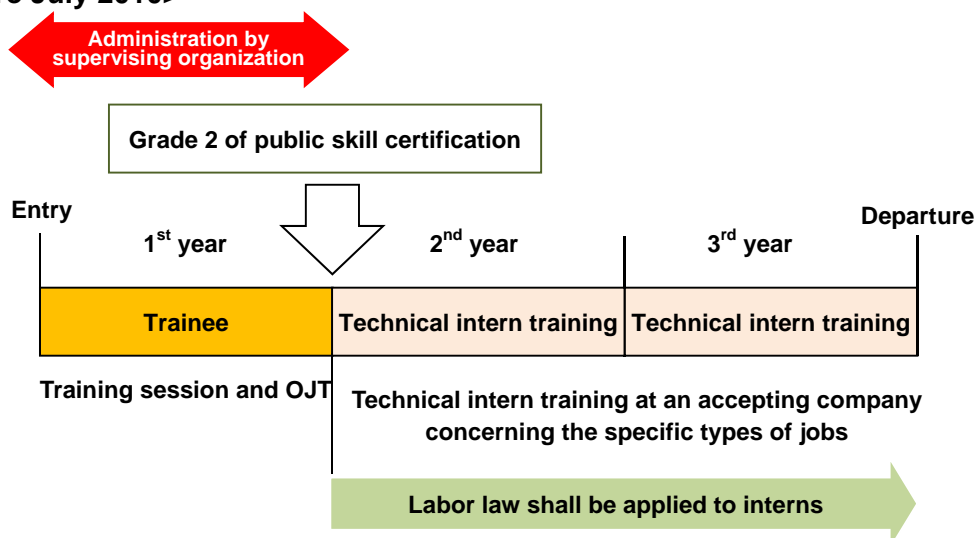 July 2010>
Administration by
supervising organization
Grade 2 of public skill certification
Entry
Departure
1st year
2nd year
3rd year
Trainee
Technical intern training
Technical intern training
Training session and OJT
Technical intern training at an accepting company
concerning the specific types of jobs
Labor law shall be applied to interns